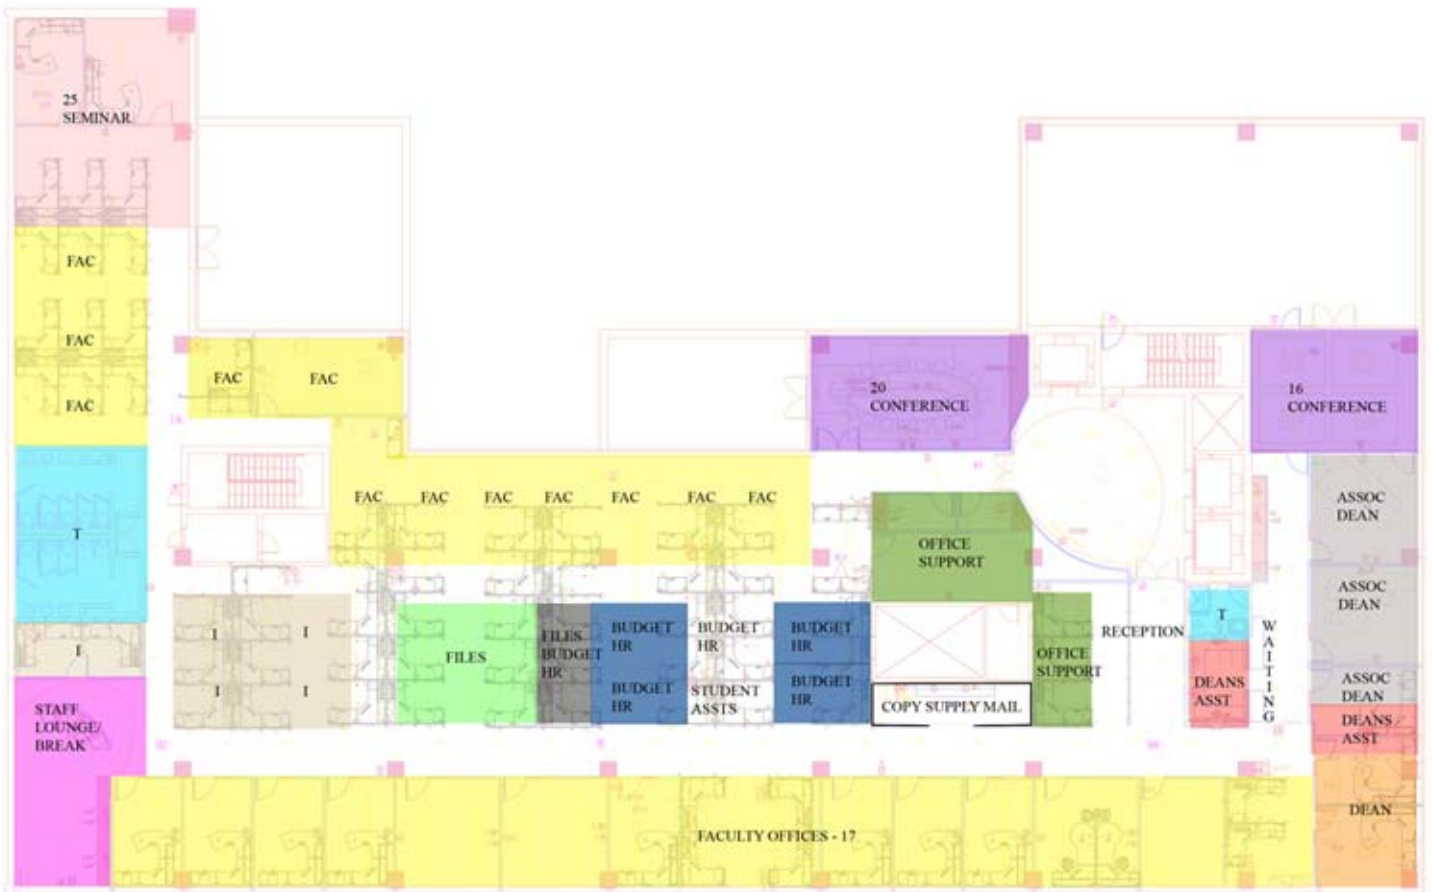 25
SEMINAR
FAC
FAC
FAC
FAC
FAC
20
CONFERENCE
16
CONFERENCE
FAC
FAC
FAC
FAC
FAC
FAC
FAC
ASSOC
DEAN
T
OFFICE
SUPPORT
ASSOC
DEAN
I
I
I
I
I
FILES
FILES
BUDGET
HR
BUDGET
HR
BUDGET
HR
BUDGET
HR
STUDENT
ASSTS
BUDGET
HR
BUDGET
HR
OFFICE
SUPPORT
COPY SUPPLY MAIL
RECEPTION
T
DEANS
ASST
WAITING
ASSOC
DEAN
DEANS
ASST
STAFF
LOUNGE/
BREAK
DEAN
FACULTY OFFICES - 17